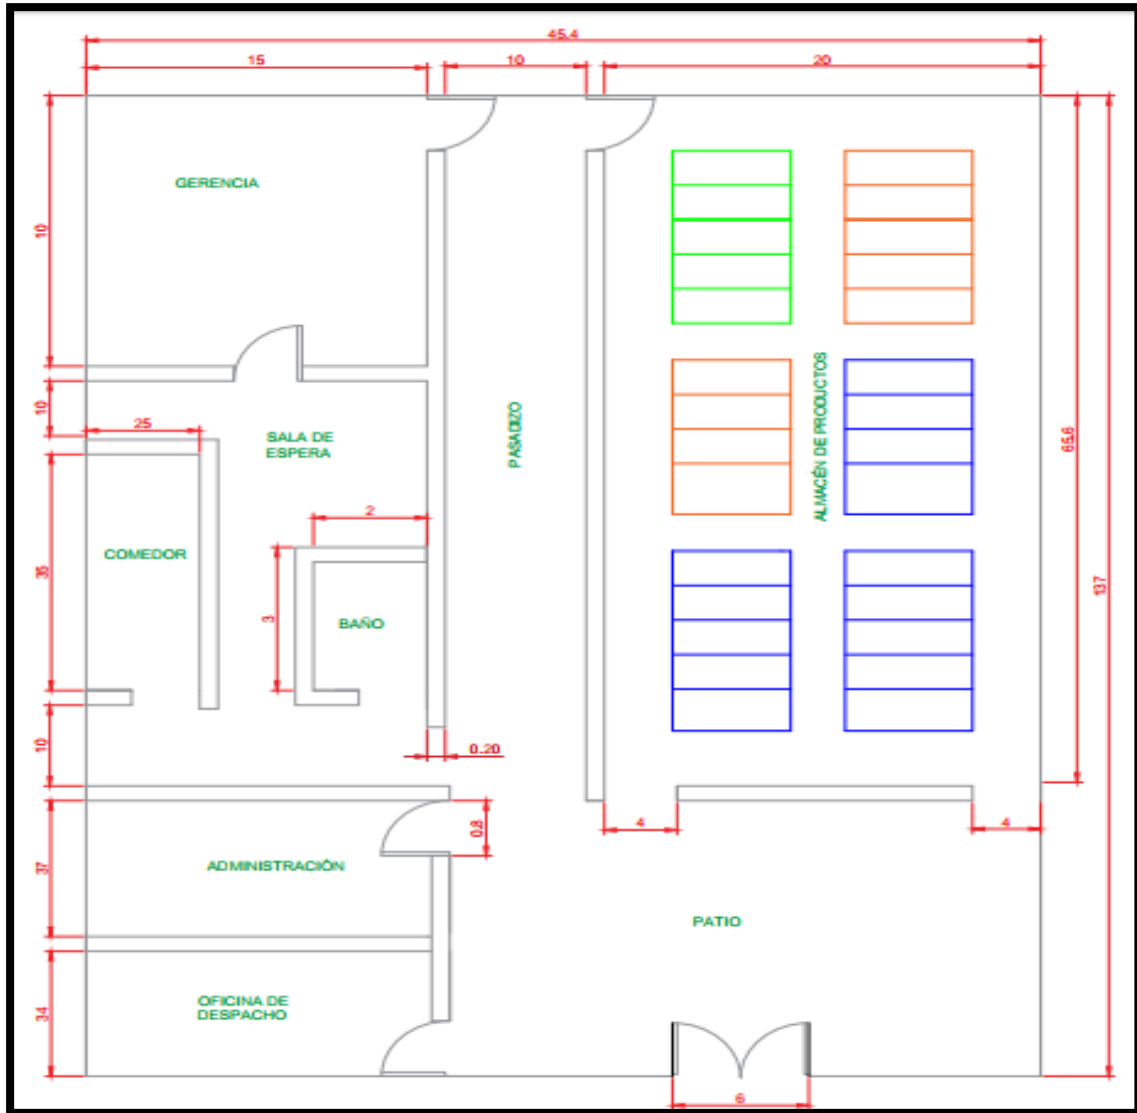 45.4
15
10
20
GERENCIA
10
10
25
SALA DE
ESPERA
PASADIZO
ALMACÉN DE PRODUCTOS
65.6
2
COMEDOR
35
3
BAÑO
137
10
0.20
0.8
4
4
ADMINISTRACIÓN
37
PATIO
OFICINA DE
DESPACHO
34
6